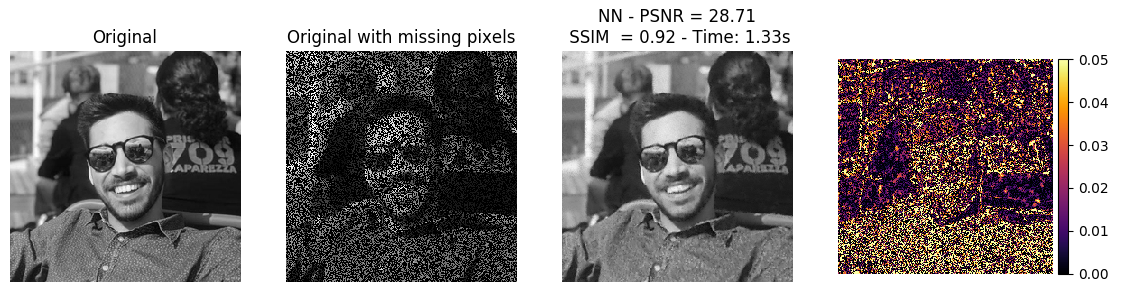 Original
Original with missing pixels
NN - PSNR = 28.71
SSIM  = 0.92 - Time: 1.33s
709
0.05
0.04
0.03
0.02
0.01
0.00